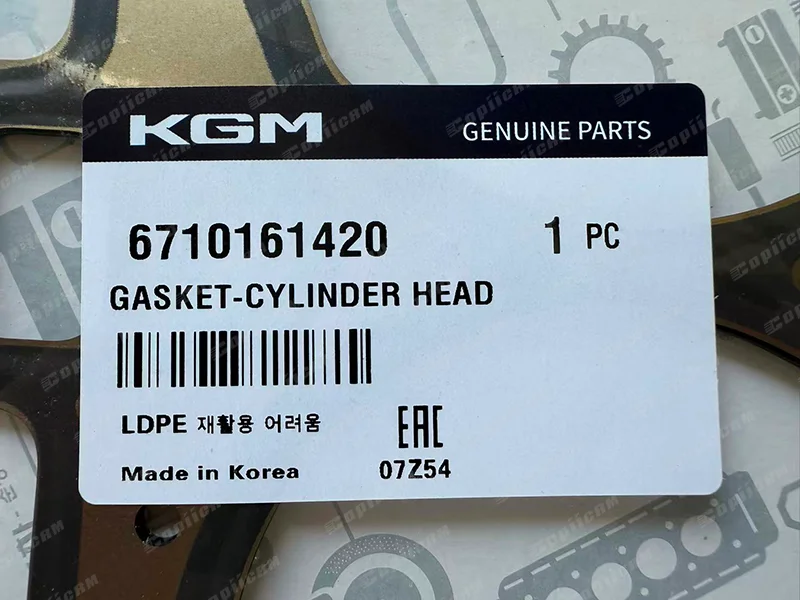 KGM GENUINE PARTS
6710161420 1 PC
GASKET-CYLINDER HEAD
LDPE 재활용 어려움
EAC
Made in Korea 07Z54